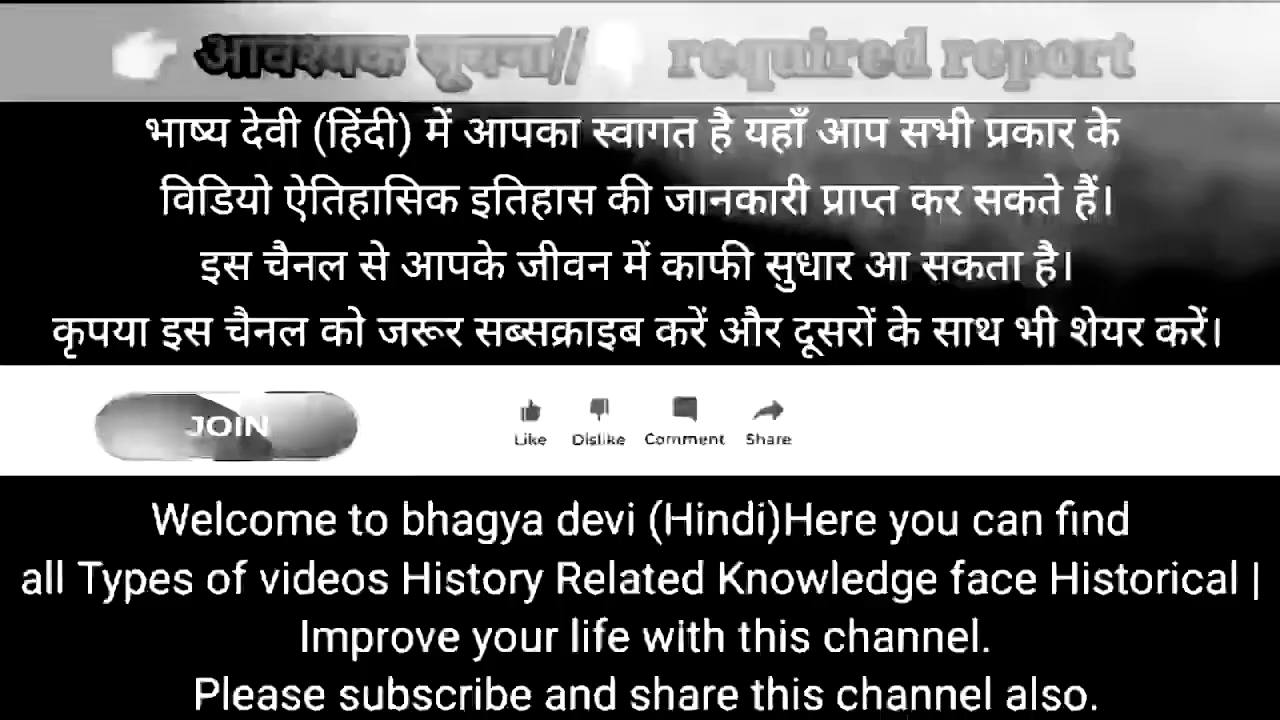 आवश्यक सूचना// required report
भाष्य देवी (हिंदी) में आपका स्वागत है यहाँ आप सभी प्रकार के
विडियो ऐतिहासिक इतिहास की जानकारी प्राप्त कर सकते हैं।
इस चैनल से आपके जीवन में काफी सुधार आ सकता है।
कृपया इस चैनल को जरूर सब्सक्राइब करें और दूसरों के साथ भी शेयर करें।
JOIN
Like Dislike Comment Share
Welcome to bhagya devi (Hindi)Here you can find
all Types of videos History Related Knowledge face Historical |
Improve your life with this channel.
Please subscribe and share this channel also.